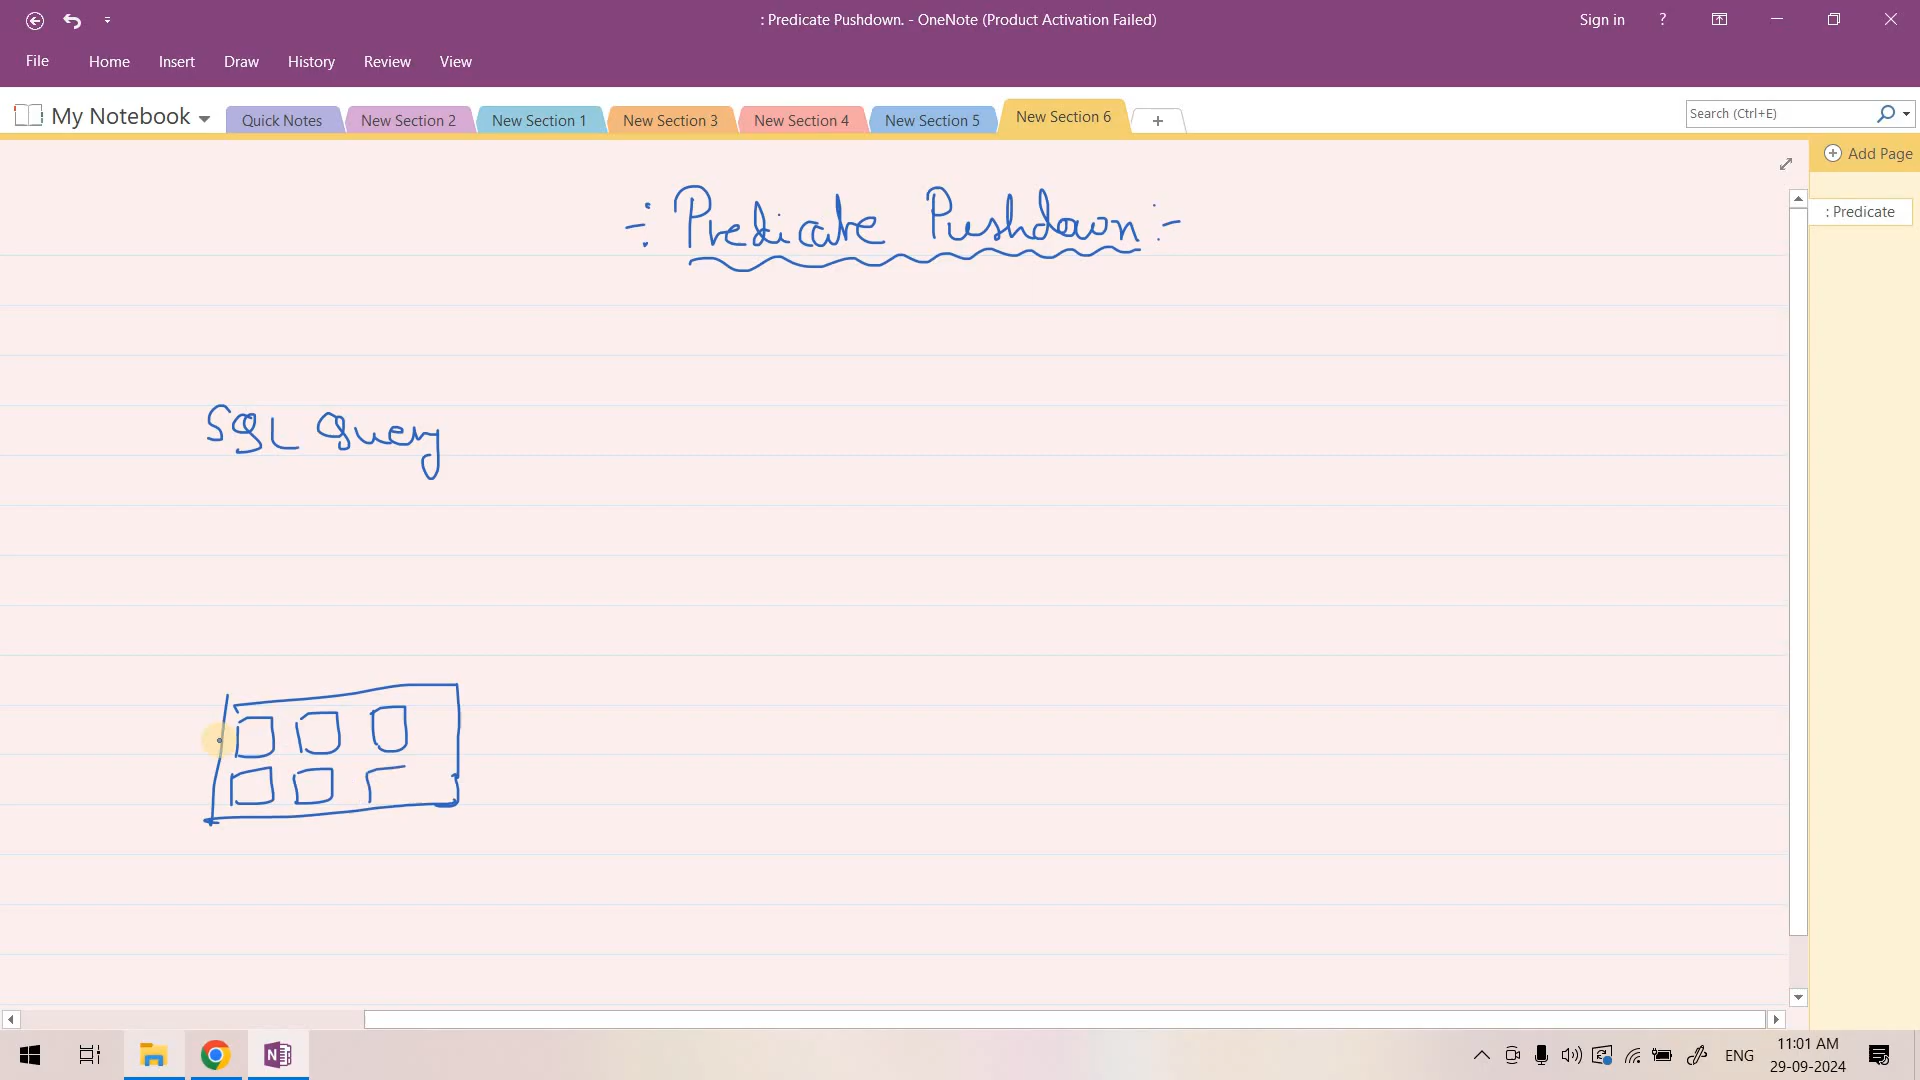 : Predicate Pushdown. - OneNote (Product Activation Failed)
Sign in ?
File Home Insert Draw History Review View
My Notebook
Quick Notes New Section 2 New Section 1 New Section 3 New Section 4 New Section 5 New Section 6
Search (Ctrl+E)
Add Page
: Predicate
-: Predicate Pushdown :-
SQL Query
N
ENG
11:01 AM
29-09-2024